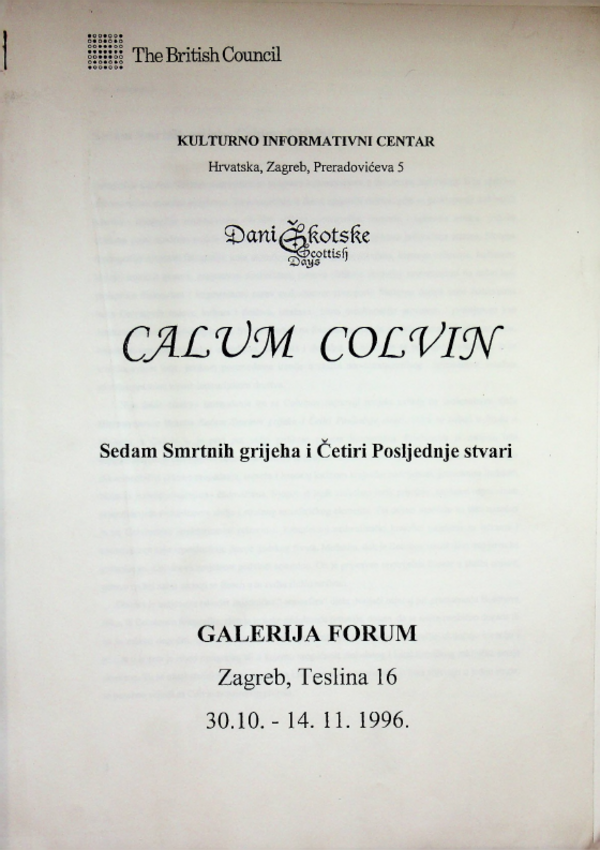 The British Council
KULTURNO INFORMATIVNI CENTAR
Hrvatska, Zagreb, Preradovićeva 5
Dani Škotske
Scottish
Days
CALUM COLVIN
Sedam Smrtnih grijeha i Četiri Posljednje stvari
GALERIJA FORUM
Zagreb, Teslina 16
30.10. - 14. 11. 1996.